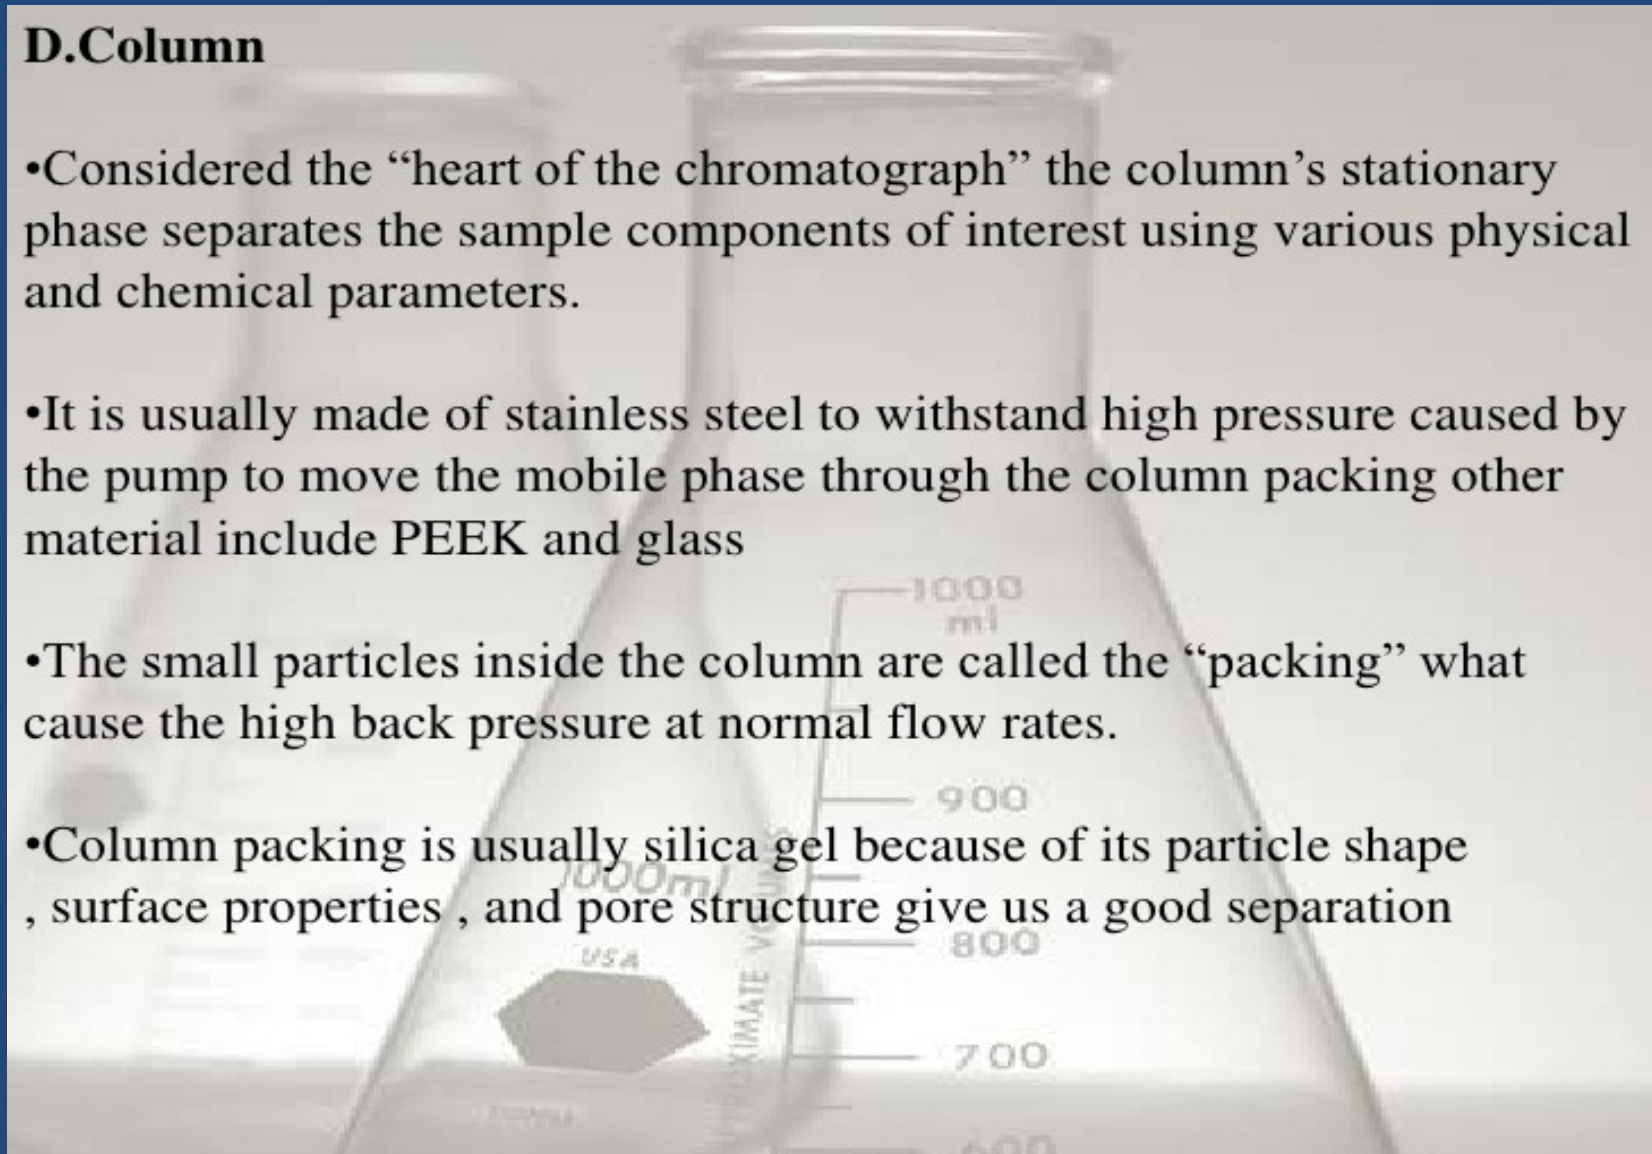 D.Column
•Considered the “heart of the chromatograph” the column’s stationary
phase separates the sample components of interest using various physical
and chemical parameters.
•It is usually made of stainless steel to withstand high pressure caused by
the pump to move the mobile phase through the column packing other
material include PEEK and glass
•The small particles inside the column are called the “packing” what
cause the high back pressure at normal flow rates.
•Column packing is usually silica gel because of its particle shape
, surface properties , and pore structure give us a good separation
1000
ml
900
1000ml
800
USA
700
600